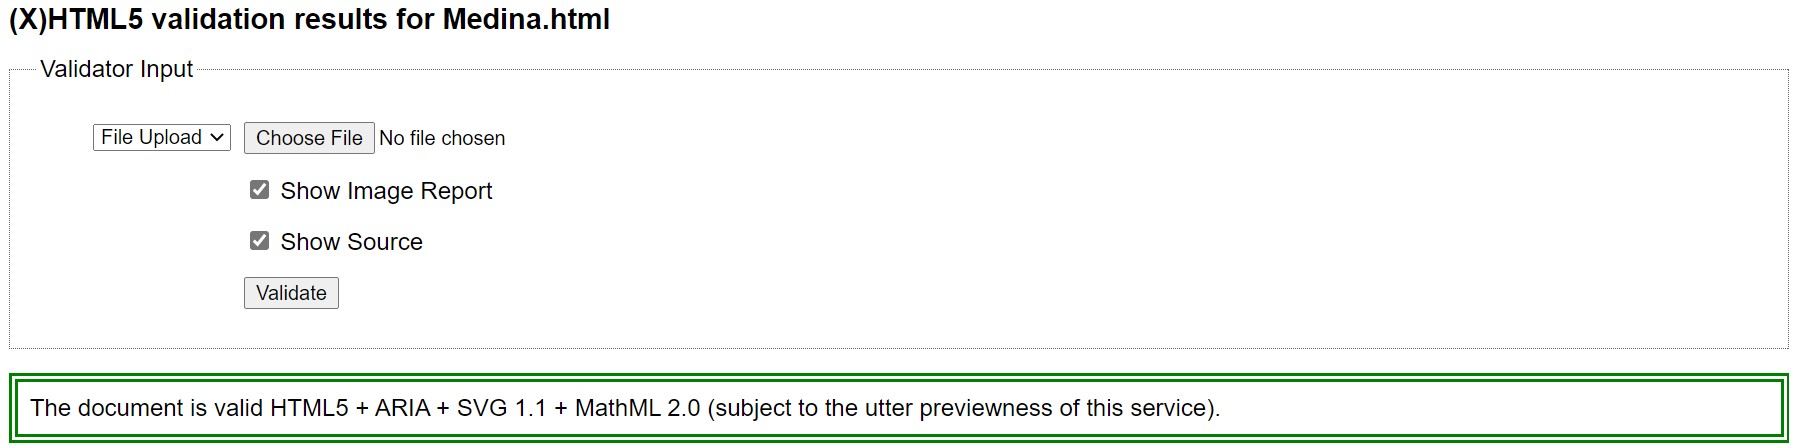 (X)HTML5 validation results for Medina.html
Validator Input
File Upload Choose File No file chosen
Show Image Report
Show Source
Validate
The document is valid HTML5 + ARIA + SVG 1.1 + MathML 2.0 (subject to the utter previewness of this service).